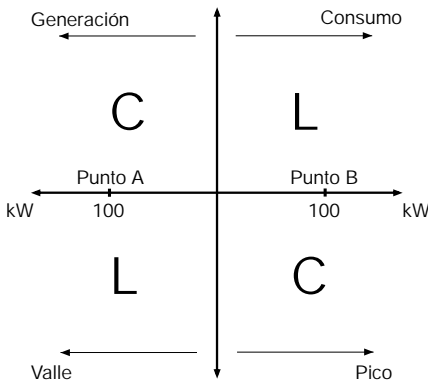 Generación Consumo
C L
Punto A Punto B
kW 100 100 kW
L C
Valle Pico